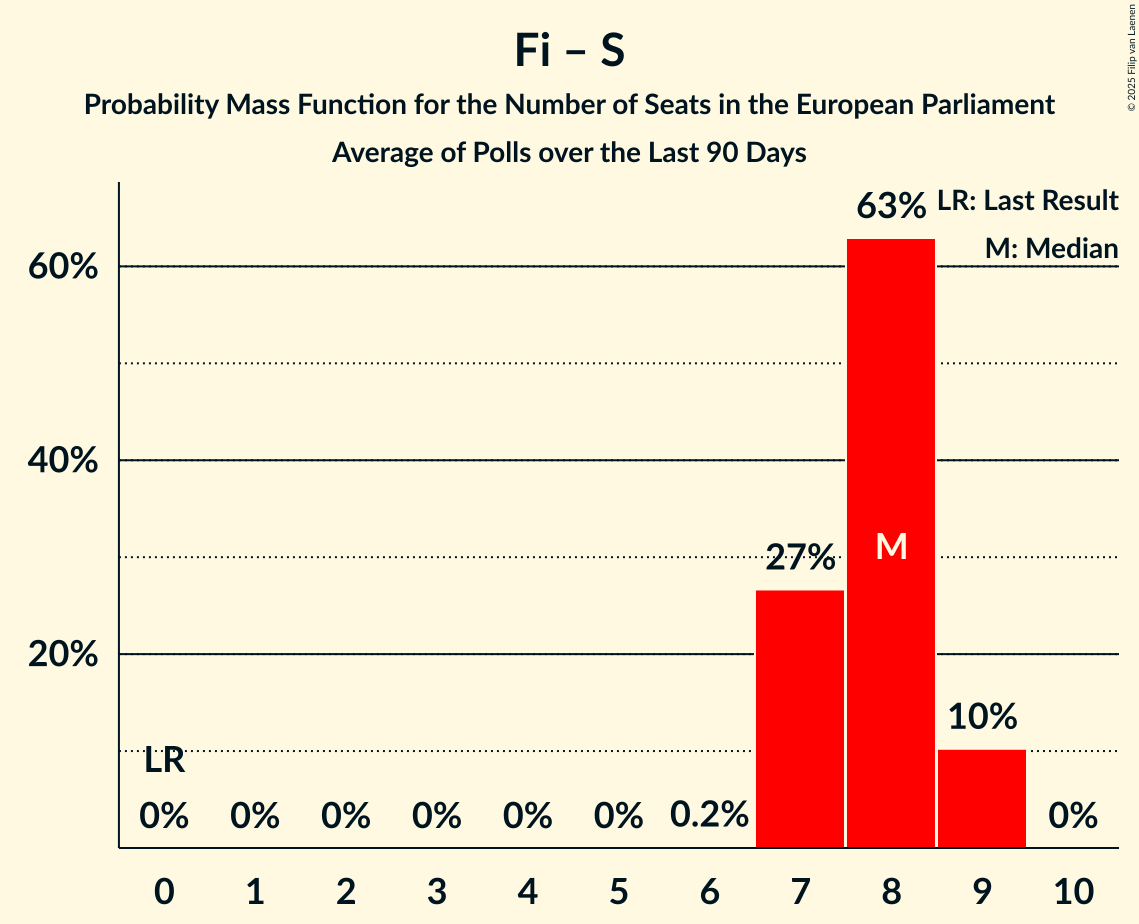 Fi – S
Probability Mass Function for the Number of Seats in the European Parliament
Average of Polls over the Last 90 Days
© 2025 Filip van Laenen
LR: Last Result
M: Median
63%
60%
40%
20%
27%
M
10%
LR
0% 0% 0% 0% 0% 0% 0.2% 0%
0 1 2 3 4 5 6 7 8 9 10